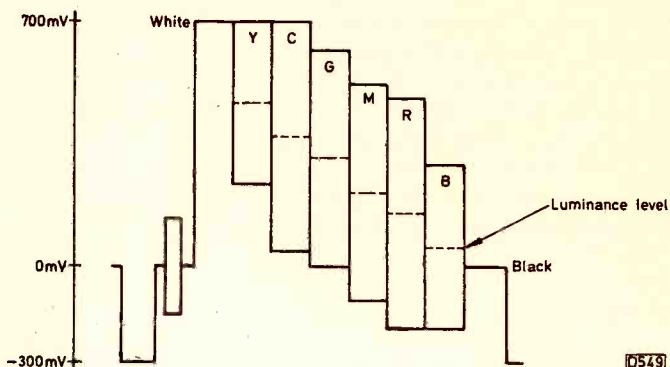 700mV
White
Y
C
G
M
R
B
Luminance level
0mV
Black
-300mV
D549